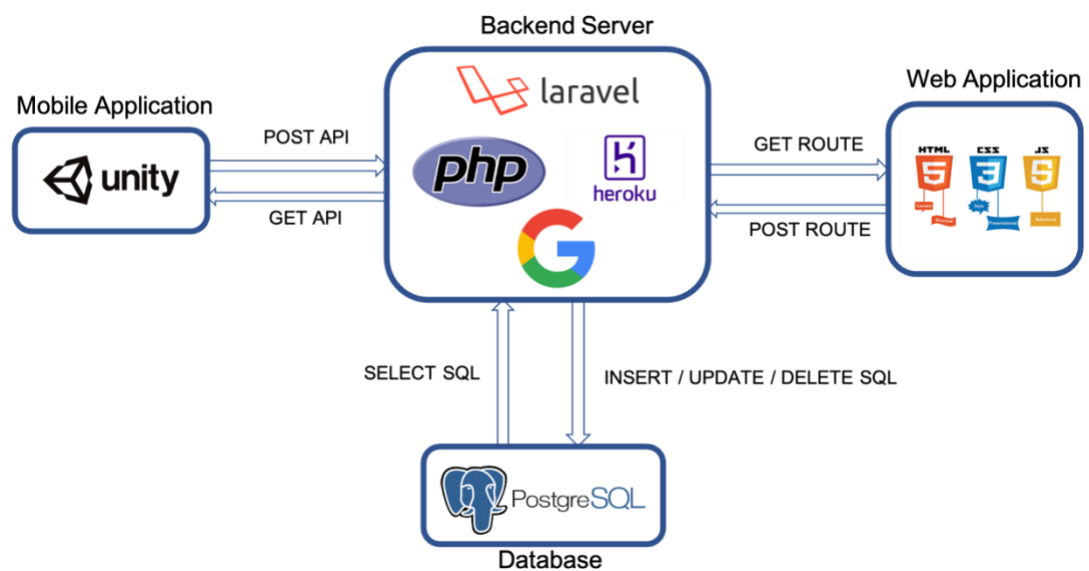 Backend Server
laravel
php
heroku
Mobile Application
unity
POST API
GET API
Web Application
HTML
CSS
JS
GET ROUTE
POST ROUTE
SELECT SQL
INSERT / UPDATE / DELETE SQL
PostgreSQL
Database